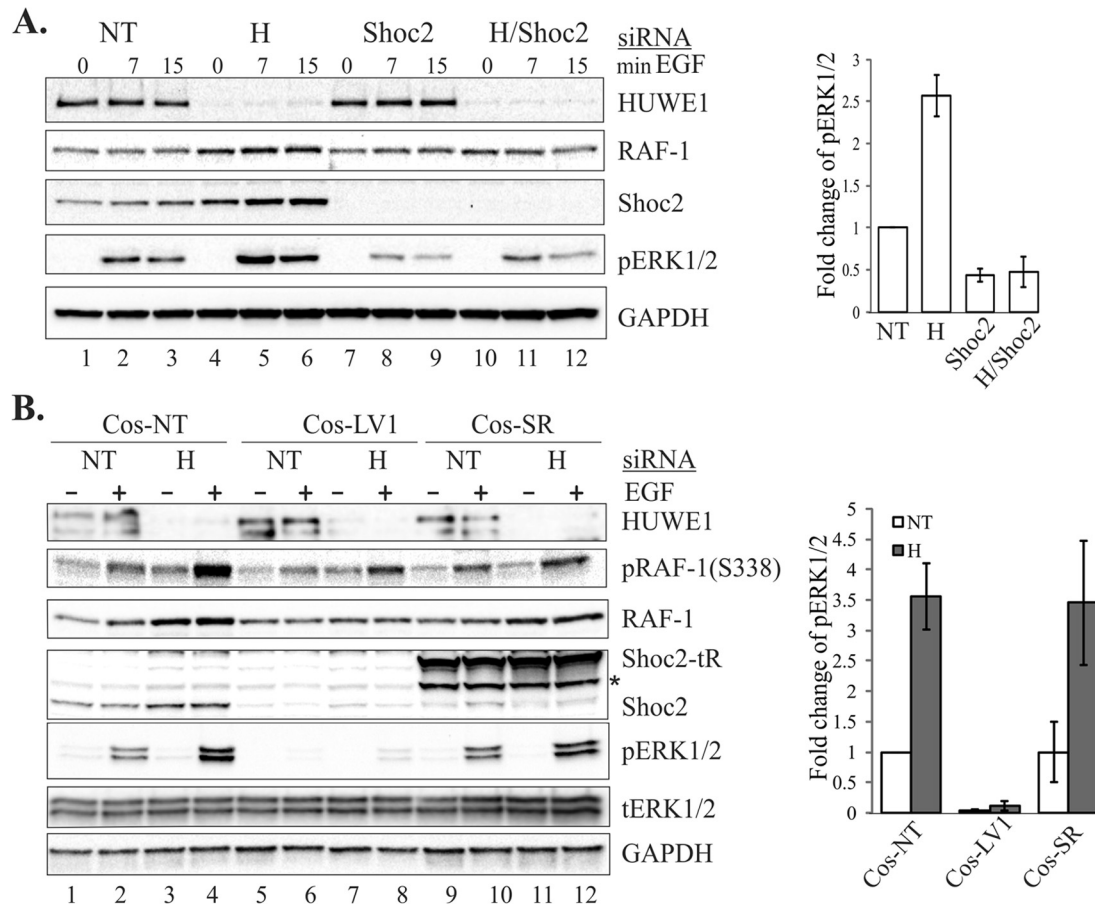 A.
NT H Shoc2 H/Shoc2 siRNA
0 7 15 0 7 15 0 7 15 0 7 15 min EGF
HUWE1
RAF-1
Shoc2
pERK1/2
GAPDH
1 2 3 4 5 6 7 8 9 10 11 12
Fold change of pERK1/2
3
2.5
2
1.5
1
0.5
0
NT H Shoc2 H/Shoc2
B.
Cos-NT Cos-LV1 Cos-SR
NT H NT H NT H siRNA
− + − + − + − + − + − + EGF
HUWE1
pRAF-1(S338)
RAF-1
Shoc2-tR
*
Shoc2
pERK1/2
tERK1/2
GAPDH
1 2 3 4 5 6 7 8 9 10 11 12
Fold change of pERK1/2
5
4.5
4
3.5
3
2.5
2
1.5
1
0.5
0
NT
H
Cos-NT Cos-LV1 Cos-SR